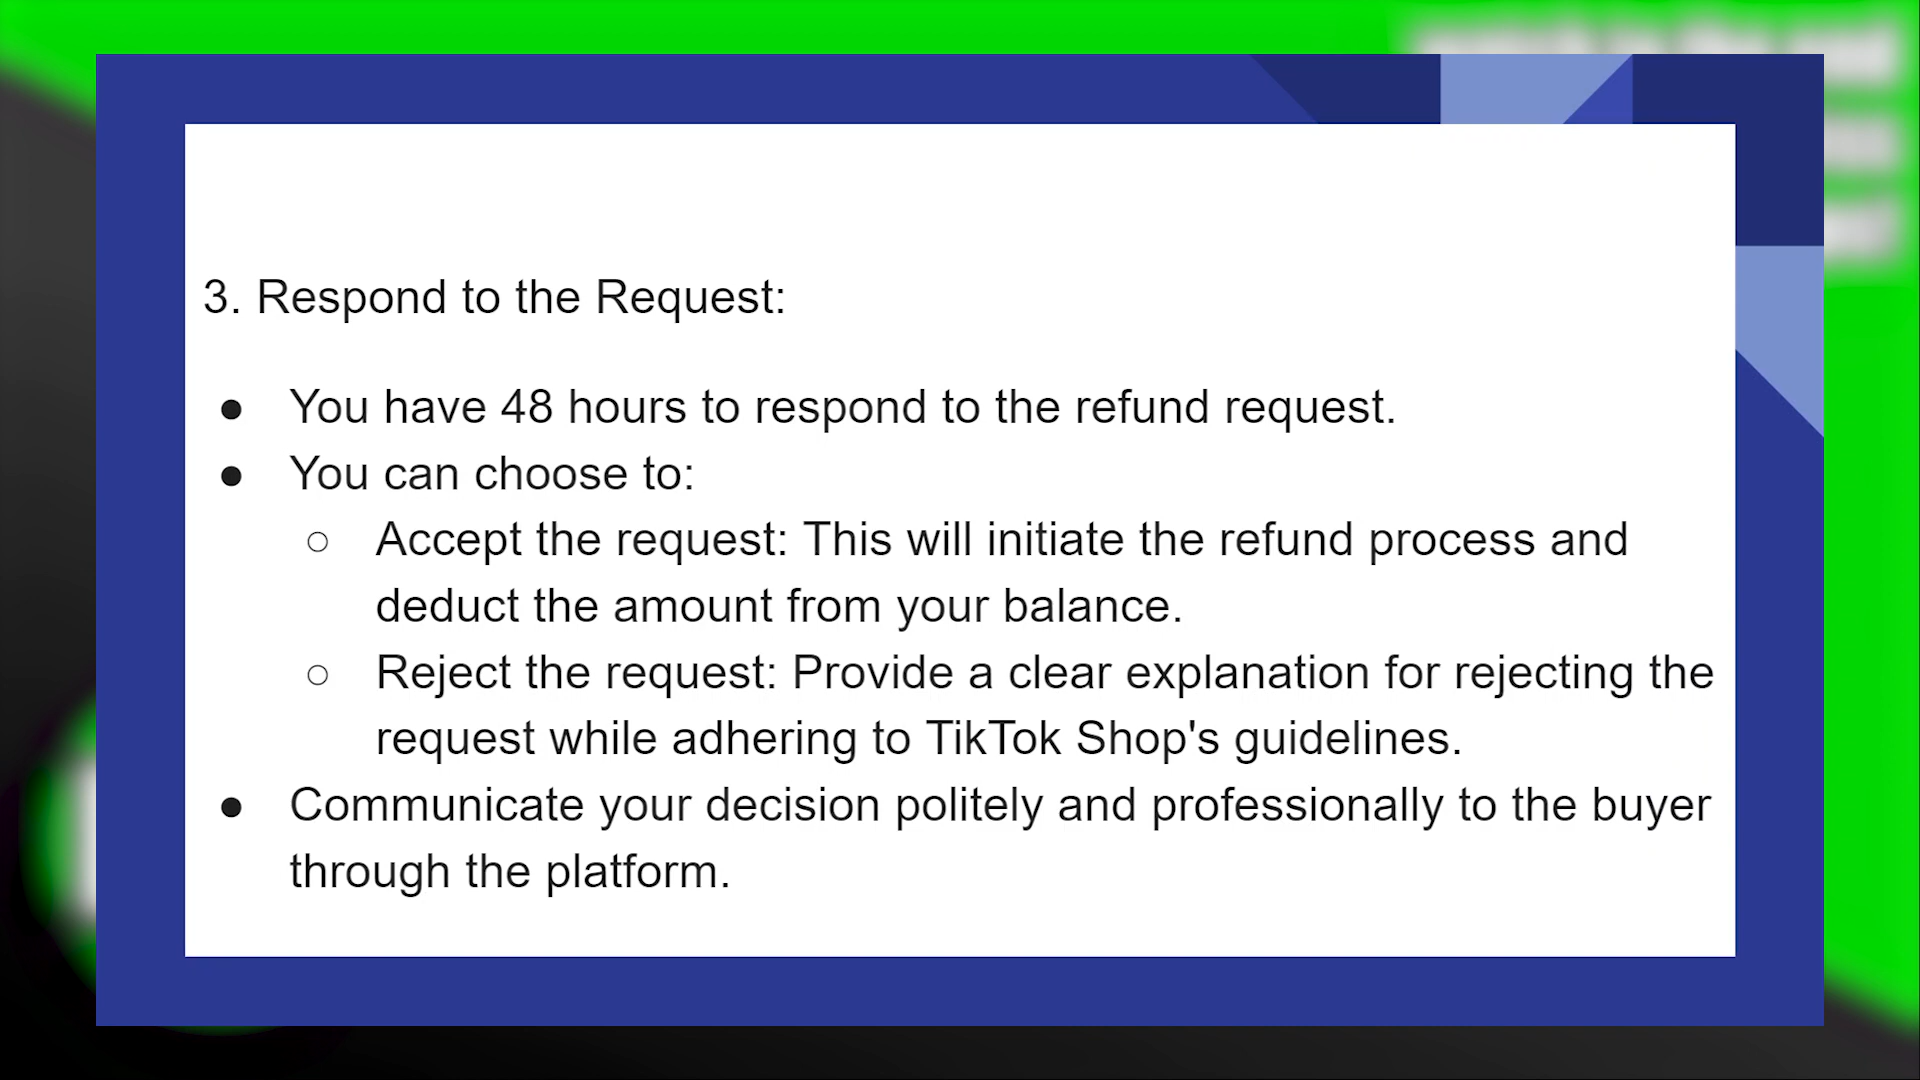 3. Respond to the Request:
● You have 48 hours to respond to the refund request.
● You can choose to:
○ Accept the request: This will initiate the refund process and
deduct the amount from your balance.
○ Reject the request: Provide a clear explanation for rejecting the
request while adhering to TikTok Shop's guidelines.
● Communicate your decision politely and professionally to the buyer
through the platform.